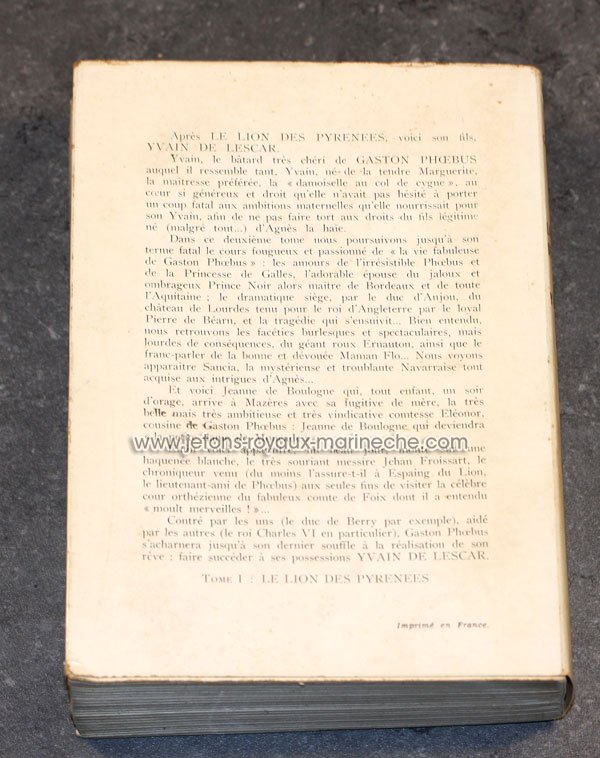 Après LE LION DES PYRENEES, voici son fils,
YVAIN DE LESCAR.
Yvain, le bâtard très chéri de GASTON PHŒBUS
auquel il ressemble tant, Yvain, né de la tendre Marguerite,
la maîtresse préférée, la « damoiselle au col de cygne », au
cœur si généreux et droit qu'elle n'avait pas hésité à porter
un coup fatal aux ambitions maternelles qu'elle nourrissait pour
son Yvain, afin de ne pas faire tort aux droits du fils légitime
né (malgré tout...) d'Agnès la haïe.
Dans ce deuxième tome nous poursuivons jusqu'à son
terme fatal le cours fougueux et passionné de « la vie fabuleuse
de Gaston Phœbus » : les amours de l'irrésistible Phœbus et
de la Princesse de Galles, l'adorable épouse du jaloux et
ombrageux Prince Noir alors maître de Bordeaux et de toute
l'Aquitaine ; le dramatique siège, par le duc d'Anjou, du
château de Lourdes tenu pour le roi d'Angleterre par le loyal
Pierre de Béarn, et la tragédie qui s'ensuivit... Bien entendu,
nous retrouvons les facéties burlesques et spectaculaires, mais
lourdes de conséquences, du géant roux Ernauton, ainsi que le
franc-parler de la bonne et dévouée Maman Flo... Nous voyons
apparaître Sancia, la mystérieuse et troublante Navarraise tout
acquise aux intrigues d'Agnès...
Et voici Jeanne de Boulogne qui, tout enfant, un soir
d'orage, arrive à Mazères avec sa fugitive de mère, la très
belle mais très ambitieuse et très vindicative comtesse Eléonor,
cousine de Gaston Phœbus : Jeanne de Boulogne qui deviendra
www.jetons-royaux-marineche.com
haquenée blanche, le très souriant messire Jehan Froissart, le
chroniqueur venu (du moins l'assure-t-il à Espaing du Lion,
le lieutenant-ami de Phœbus) aux seules fins de visiter la célèbre
cour orthézienne du fabuleux comte de Foix dont il a entendu
« moult merveilles ! »...
Contré par les uns (le duc de Berry par exemple), aidé
par les autres (le roi Charles VI en particulier), Gaston Phœbus
s'acharnera jusqu'à son dernier souffle à la réalisation de son
rêve : faire succéder à ses possessions YVAIN DE LESCAR.
TOME I : LE LION DES PYRENEES
Imprimé en France.